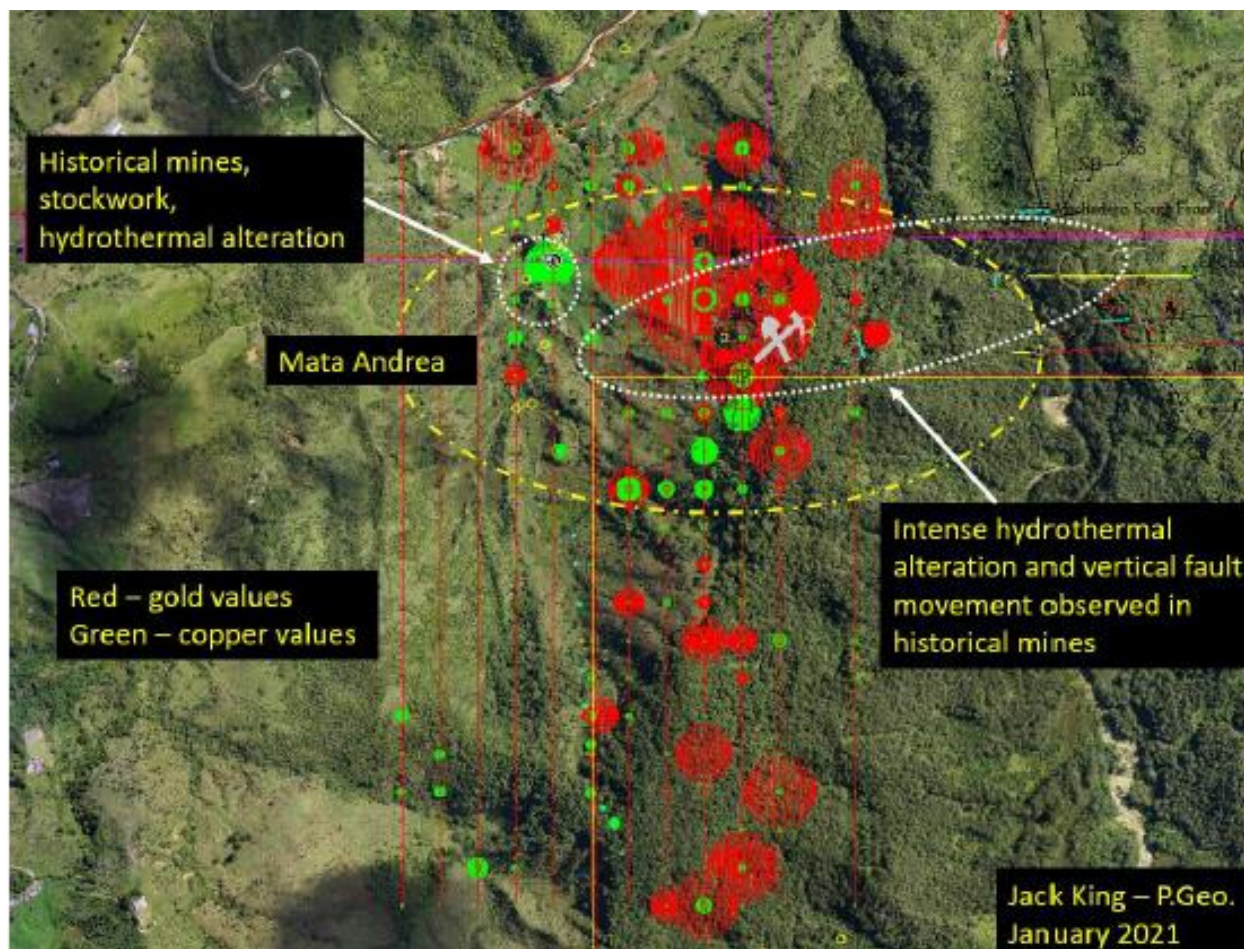 Historical mines,
stockwork,
hydrothermal alteration
Mata Andrea
Red – gold values
Green – copper values
Intense hydrothermal
alteration and vertical fault
movement observed in
historical mines
Jack King – P.Geo.
January 2021